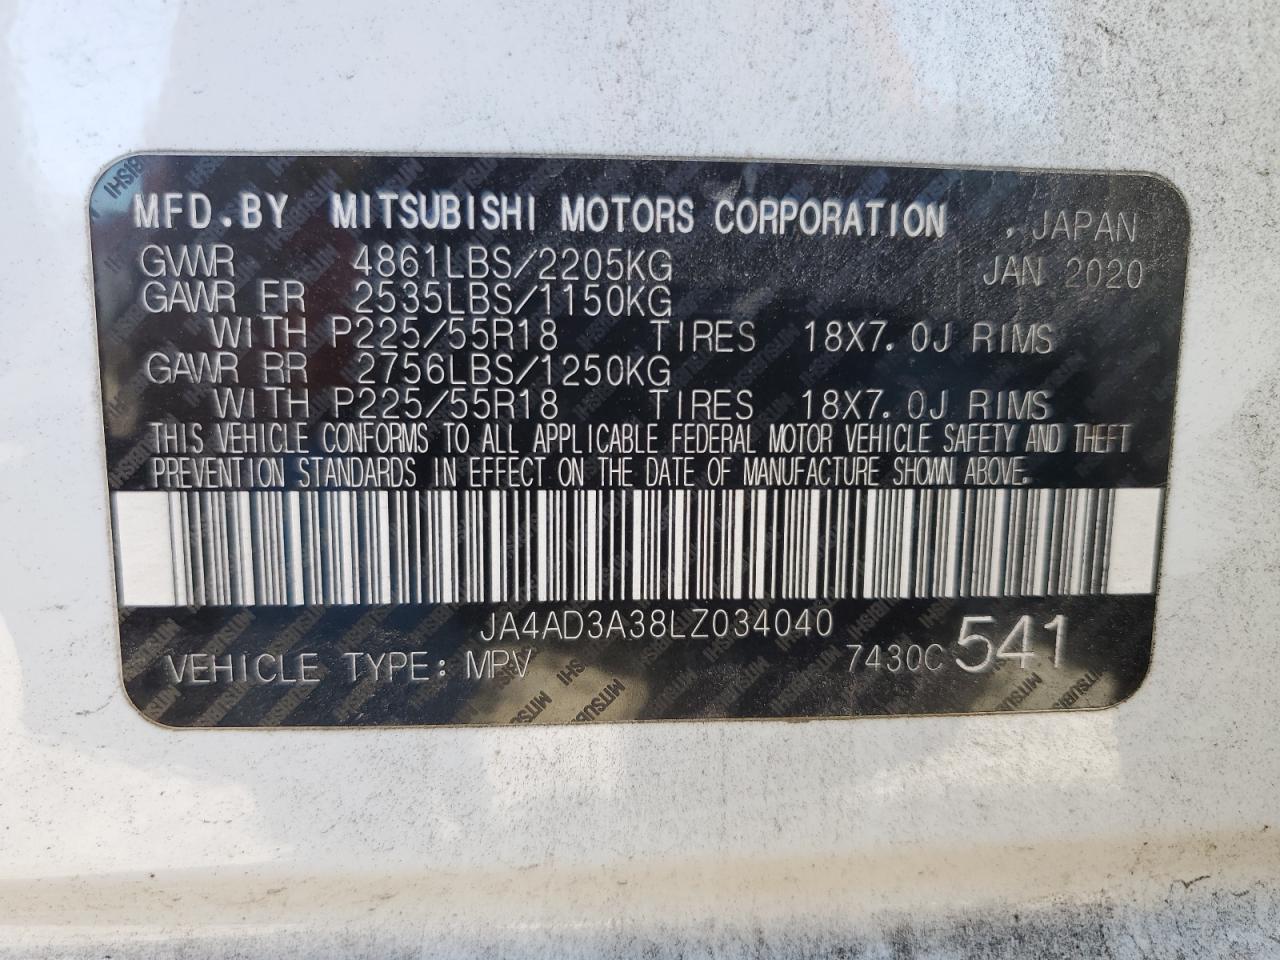 MFD.BY MITSUBISHI MOTORS CORPORATION . JAPAN
GVWR 4861LBS/2205KG JAN 2020
GAWR FR 2535LBS/1150KG
WITH P225/55R18 TIRES 18X7.0J RIMS
GAWR RR 2756LBS/1250KG
WITH P225/55R18 TIRES 18X7.0J RIMS
THIS VEHICLE CONFORMS TO ALL APPLICABLE FEDERAL MOTOR VEHICLE SAFETY AND THEFT
PREVENTION STANDARDS IN EFFECT ON THE DATE OF MANUFACTURE SHOWN ABOVE.
JA4AD3A38LZ034040
VEHICLE TYPE: MPV 7430C 541